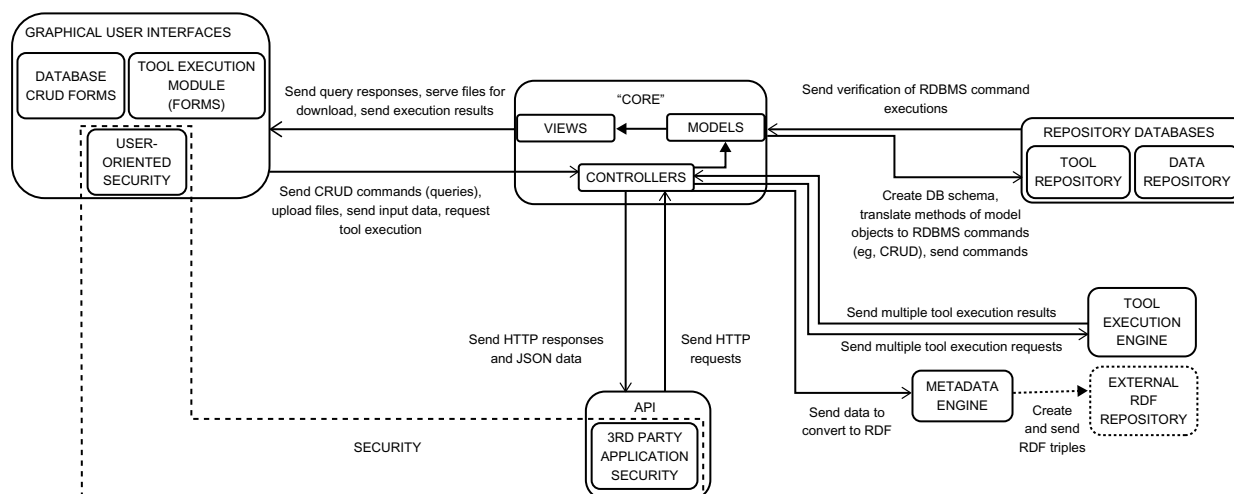 GRAPHICAL USER INTERFACES
DATABASE
CRUD FORMS
TOOL EXECUTION
MODULE
(FORMS)
USER-
ORIENTED
SECURITY
Send query responses, serve files for
download, send execution results
Send CRUD commands (queries),
upload files, send input data, request
tool execution
“CORE”
VIEWS
MODELS
CONTROLLERS
Send verification of RDBMS command
executions
REPOSITORY DATABASES
TOOL
REPOSITORY
DATA
REPOSITORY
Create DB schema,
translate methods of model
objects to RDBMS commands
(eg, CRUD), send commands
Send multiple tool execution results
Send multiple tool execution requests
TOOL
EXECUTION
ENGINE
Send HTTP responses
and JSON data
Send HTTP
requests
METADATA
ENGINE
EXTERNAL
RDF
REPOSITORY
Send data to
convert to RDF
Create
and send
RDF triples
API
3RD PARTY
APPLICATION
SECURITY
SECURITY